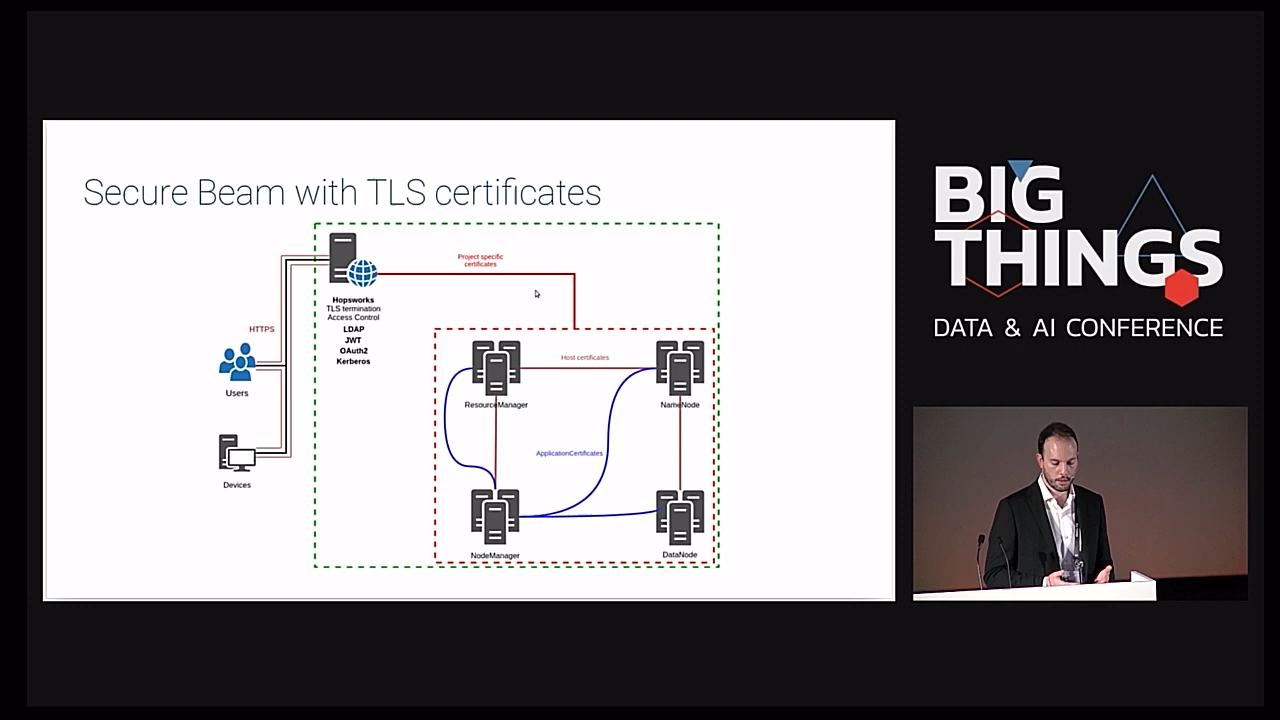 Secure Beam with TLS certificates
Project specific
certificates
Hopsworks
TLS termination
Access Control
LDAP
JWT
OAuth2
Kerberos
HTTPS
Users
Devices
Host certificates
ResourceManager
NameNode
ApplicationCertificates
NodeManager
DataNode
BIG
THINGS
DATA & AI CONFERENCE